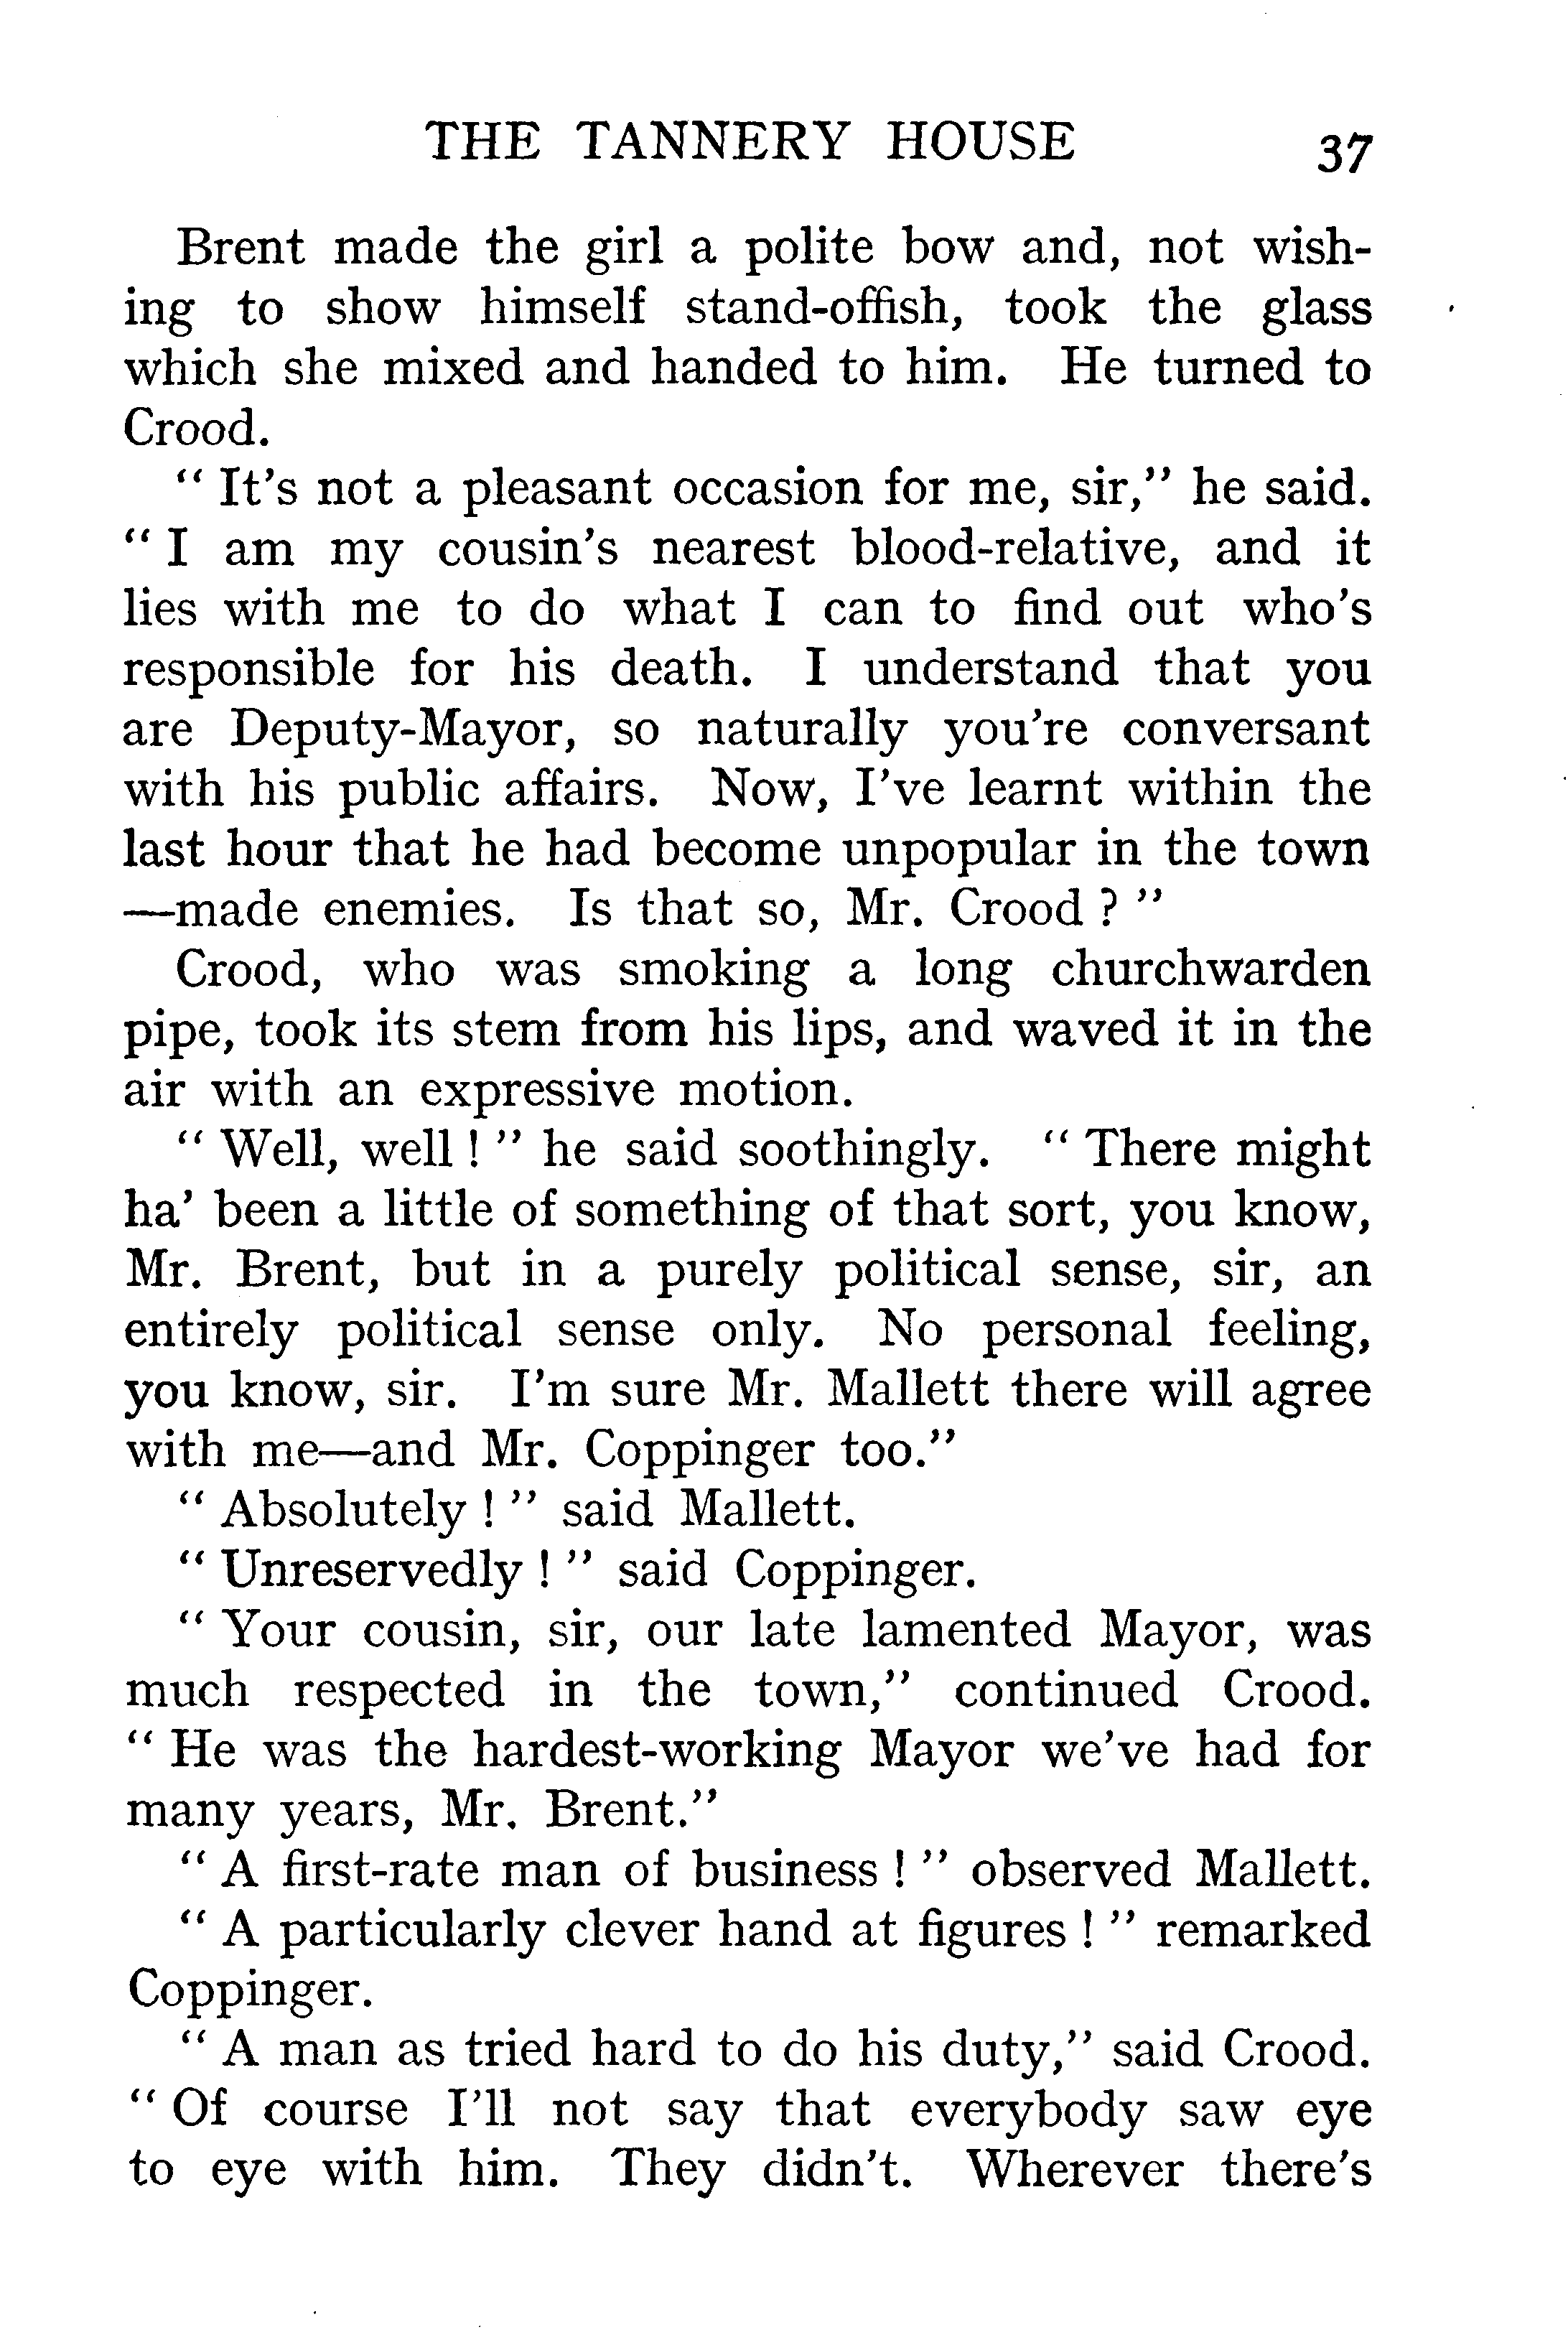 THE TANNERY HOUSE 37
Brent made the girl a polite bow and, not wish-
ing to show himself stand-offish, took the glass
which she mixed and handed to him. He turned to
Crood.
“ It's not a pleasant occasion for me, sir,” he said.
“ I am my cousin's nearest blood-relative, and it
lies with me to do what I can to find out who's
responsible for his death. I understand that you
are Deputy-Mayor, so naturally you're conversant
with his public affairs. Now, I've learnt within the
last hour that he had become unpopular in the town
—made enemies. Is that so, Mr. Crood ? ”
Crood, who was smoking a long churchwarden
pipe, took its stem from his lips, and waved it in the
air with an expressive motion.
“ Well, well ! ” he said soothingly. “ There might
ha' been a little of something of that sort, you know,
Mr. Brent, but in a purely political sense, sir, an
entirely political sense only. No personal feeling,
you know, sir. I'm sure Mr. Mallett there will agree
with me—and Mr. Coppinger too.”
“ Absolutely ! ” said Mallett.
“ Unreservedly ! ” said Coppinger.
“ Your cousin, sir, our late lamented Mayor, was
much respected in the town,” continued Crood.
“ He was the hardest-working Mayor we've had for
many years, Mr. Brent.”
“ A first-rate man of business ! ” observed Mallett.
“ A particularly clever hand at figures ! ” remarked
Coppinger.
“ A man as tried hard to do his duty,” said Crood.
“ Of course I'll not say that everybody saw eye
to eye with him. They didn't. Wherever there's